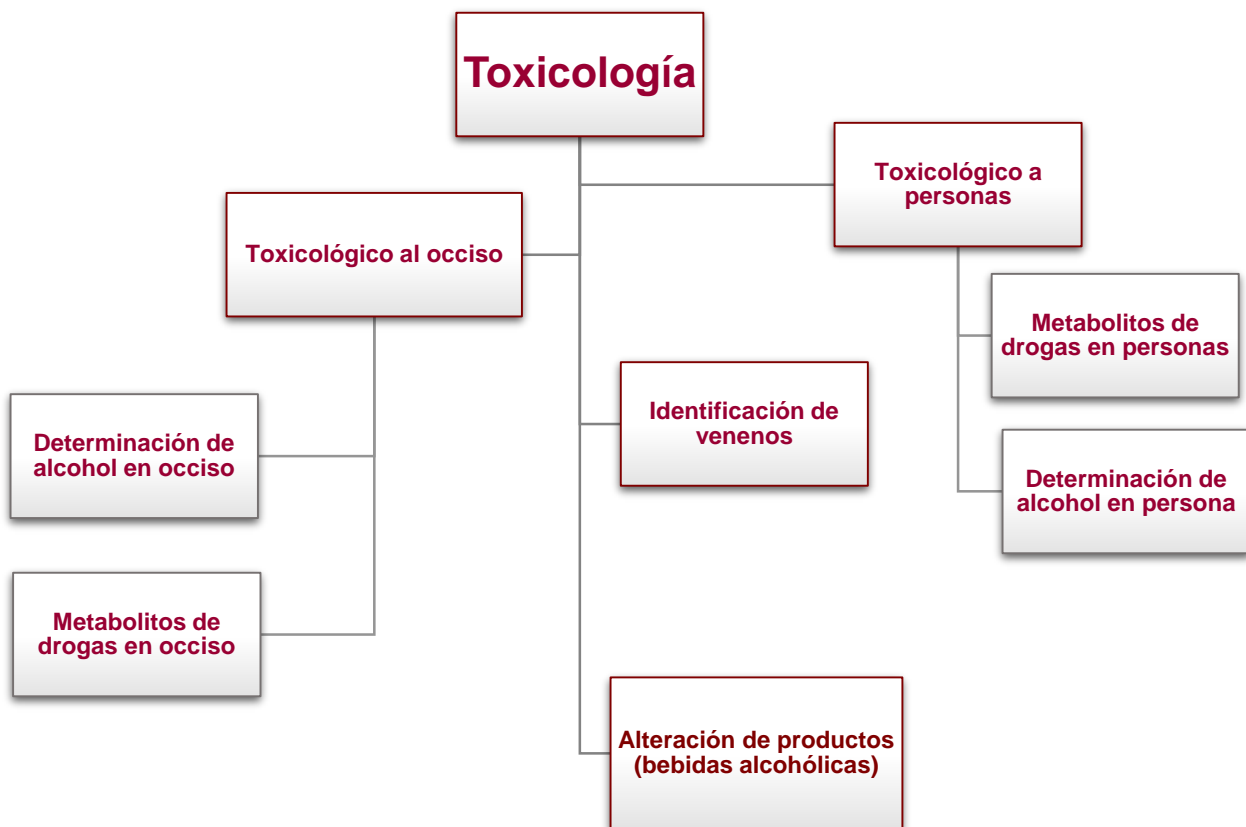 Toxicología
Toxicológico a
personas
Toxicológico al occiso
Metabolitos de
drogas en personas
Identificación de
venenos
Determinación de
alcohol en occiso
Determinación de
alcohol en persona
Metabolitos de
drogas en occiso
Alteración de productos
(bebidas alcohólicas)